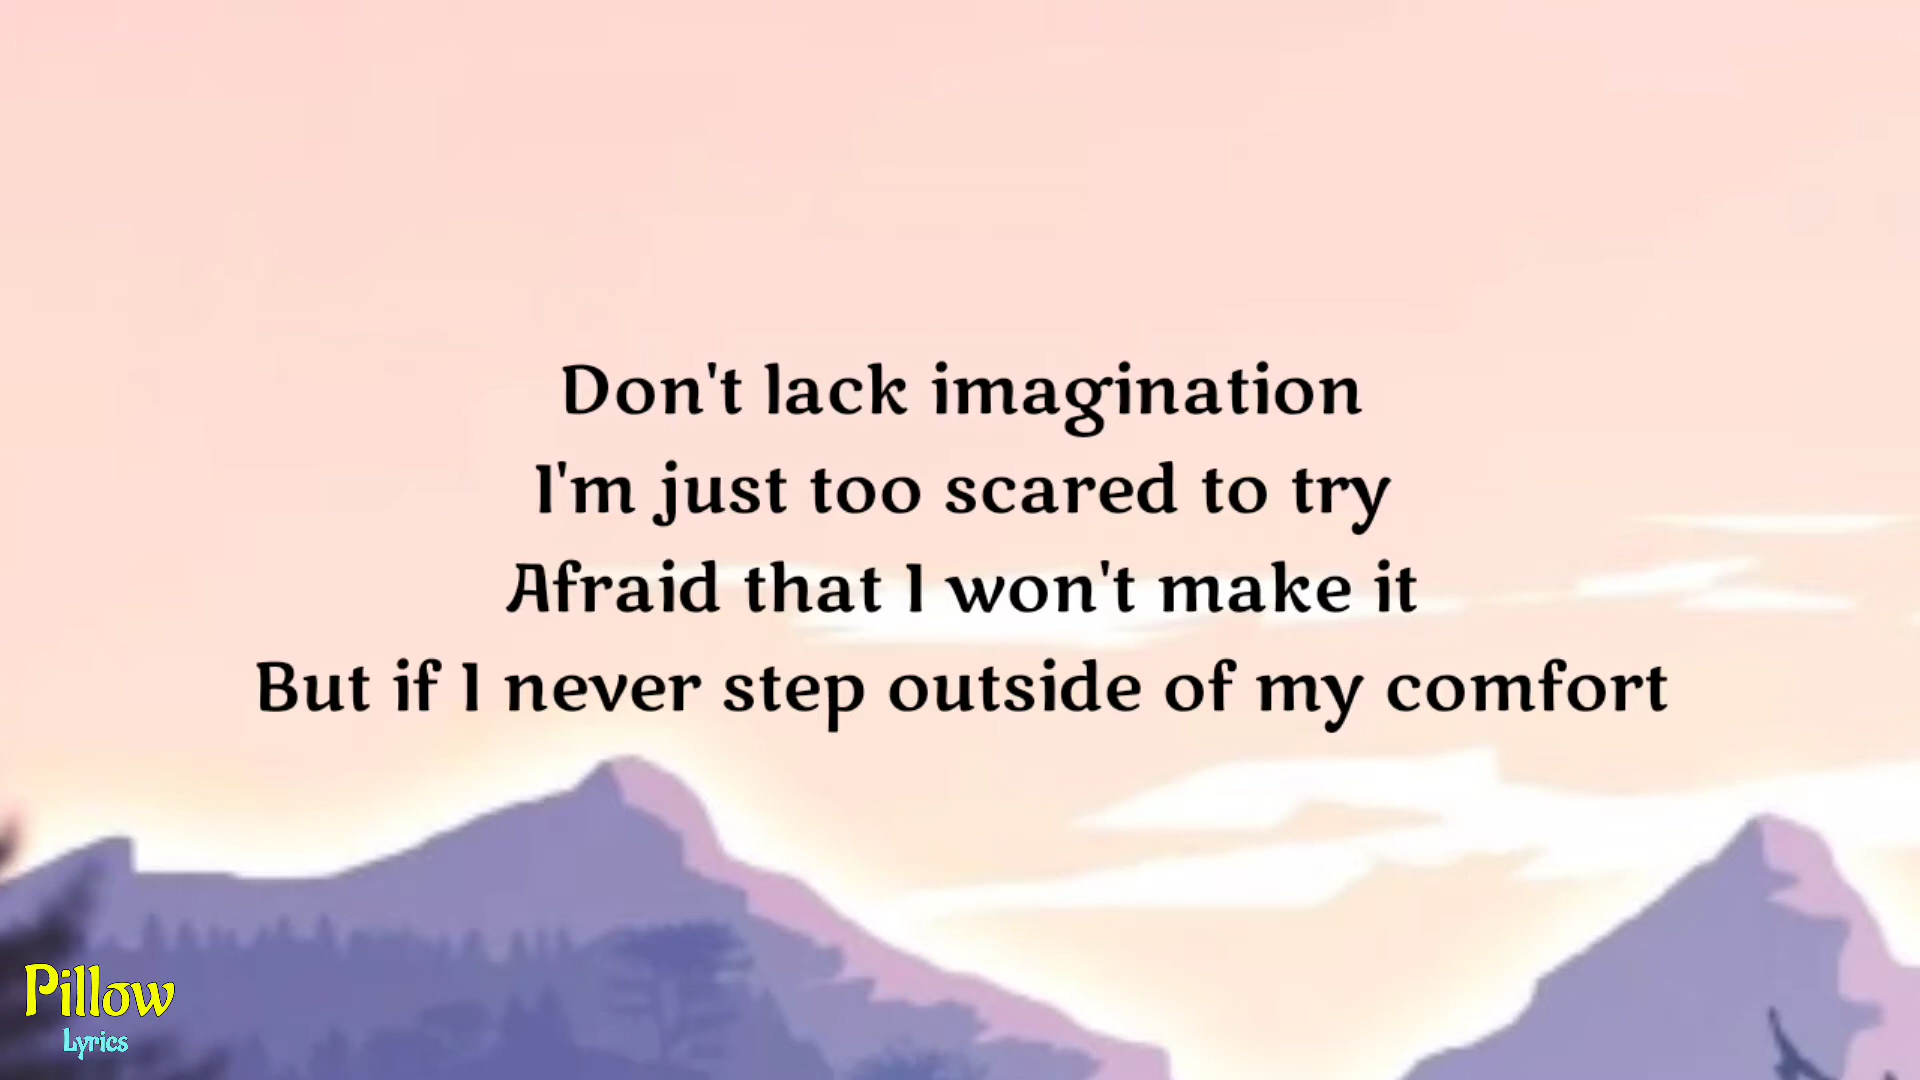 Don't lack imagination
I'm just too scared to try
Afraid that I won't make it
But if I never step outside of my comfort
Pillow
Lyrics